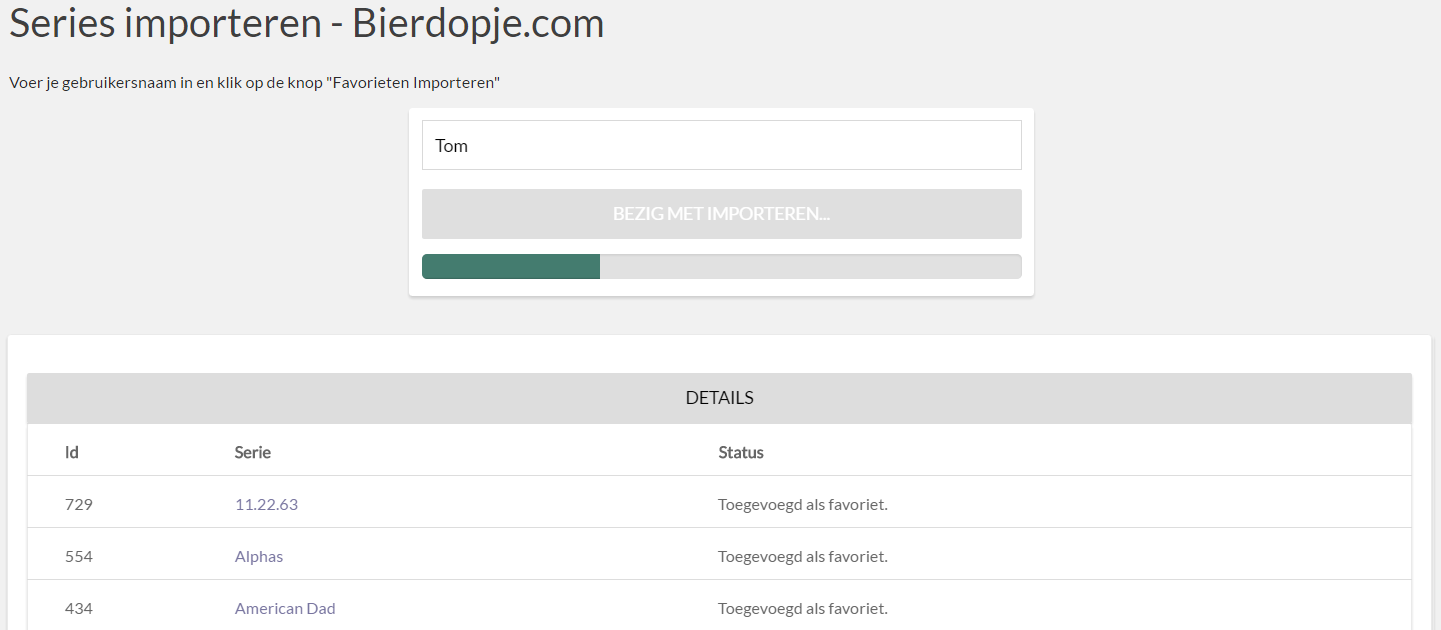 Series importeren - Bierdopje.com
Voer je gebruikersnaam in en klik op de knop "Favorieten Importeren"
Tom
BEZIG MET IMPORTEREN...
DETAILS
Id Serie Status
729 11.22.63 Toegevoegd als favoriet.
554 Alphas Toegevoegd als favoriet.
434 American Dad Toegevoegd als favoriet.